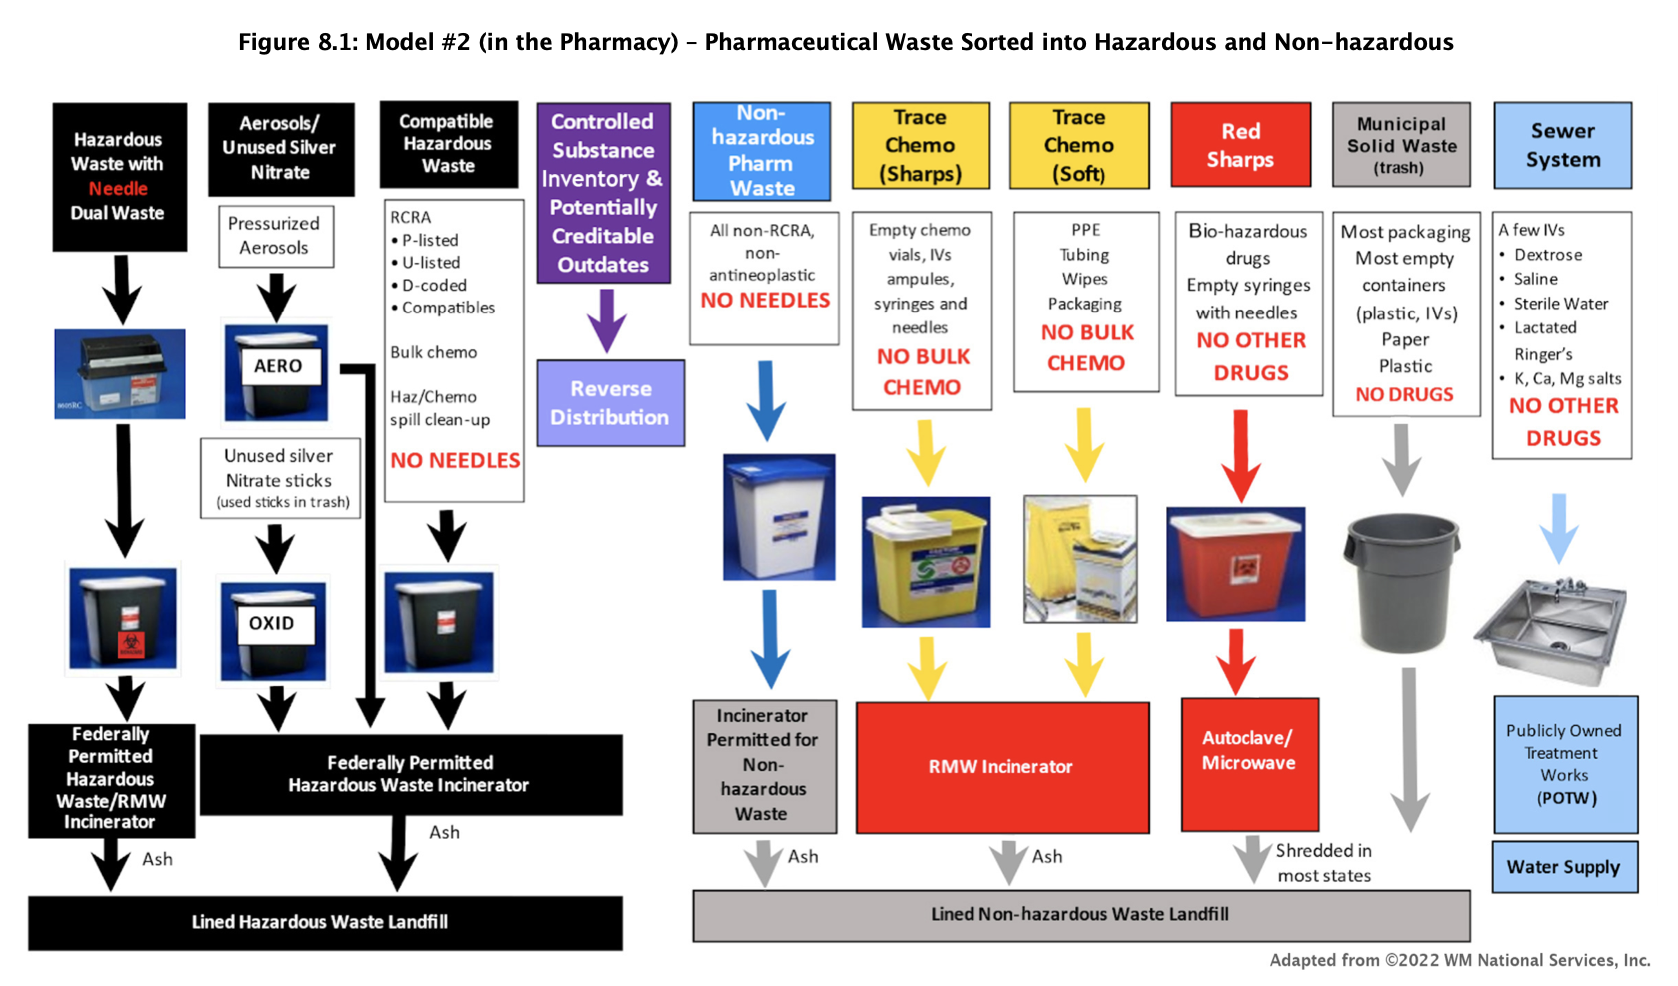 Figure 8.1: Model #2 (in the Pharmacy) – Pharmaceutical Waste Sorted into Hazardous and Non-hazardous
Hazardous
Waste with
Needle
Dual Waste
Federally
Permitted
Hazardous
Waste/RMW
Incinerator
Ash
Aerosols/
Unused Silver
Nitrate
Pressurized
Aerosols
AERO
Unused silver
Nitrate sticks
(used sticks in trash)
OXID
Compatible
Hazardous
Waste
RCRA
• P-listed
• U-listed
• D-coded
• Compatibles
Bulk chemo
Haz/Chemo
spill clean-up
NO NEEDLES
Federally Permitted
Hazardous Waste Incinerator
Ash
Lined Hazardous Waste Landfill
Controlled
Substance
Inventory &
Potentially
Creditable
Outdates
Reverse
Distribution
Non-
hazardous
Pharm
Waste
All non-RCRA,
non-
antineoplastic
NO NEEDLES
Incinerator
Permitted for
Non-
hazardous
Waste
Ash
Trace
Chemo
(Sharps)
Empty chemo
vials, IVs
ampules,
syringes and
needles
NO BULK
CHEMO
Trace
Chemo
(Soft)
PPE
Tubing
Wipes
Packaging
NO BULK
CHEMO
RMW Incinerator
Ash
Red
Sharps
Bio-hazardous
drugs
Empty syringes
with needles
NO OTHER
DRUGS
Autoclave/
Microwave
Shredded in
most states
Municipal
Solid Waste
(trash)
Most packaging
Most empty
containers
(plastic, IVs)
Paper
Plastic
NO DRUGS
Lined Non-hazardous Waste Landfill
Sewer
System
A few IVs
• Dextrose
• Saline
• Sterile Water
• Lactated
Ringer's
• K, Ca, Mg salts
NO OTHER
DRUGS
Publicly Owned
Treatment
Works
(POTW)
Water Supply
Adapted from ©2022 WM National Services, Inc.